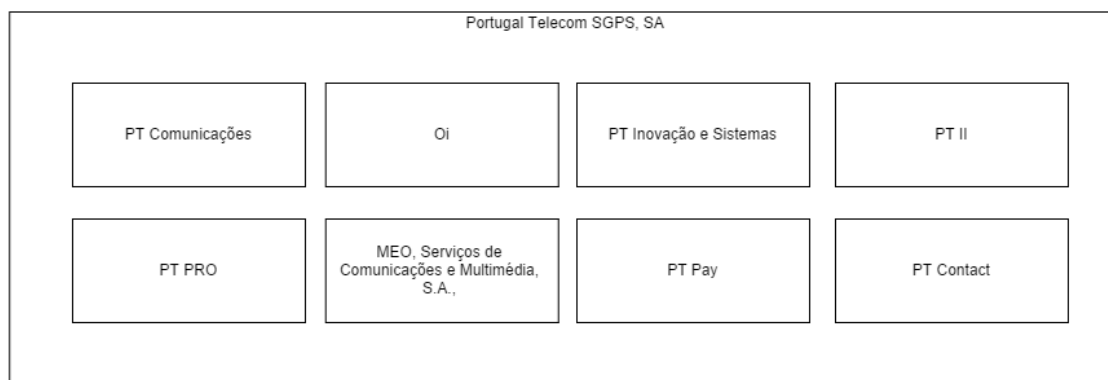 Portugal Telecom SGPS, SA
PT Comunicações
Oi
PT Inovação e Sistemas
PT II
PT PRO
MEO, Serviços de
Comunicações e Multimédia,
S.A.,
PT Pay
PT Contact